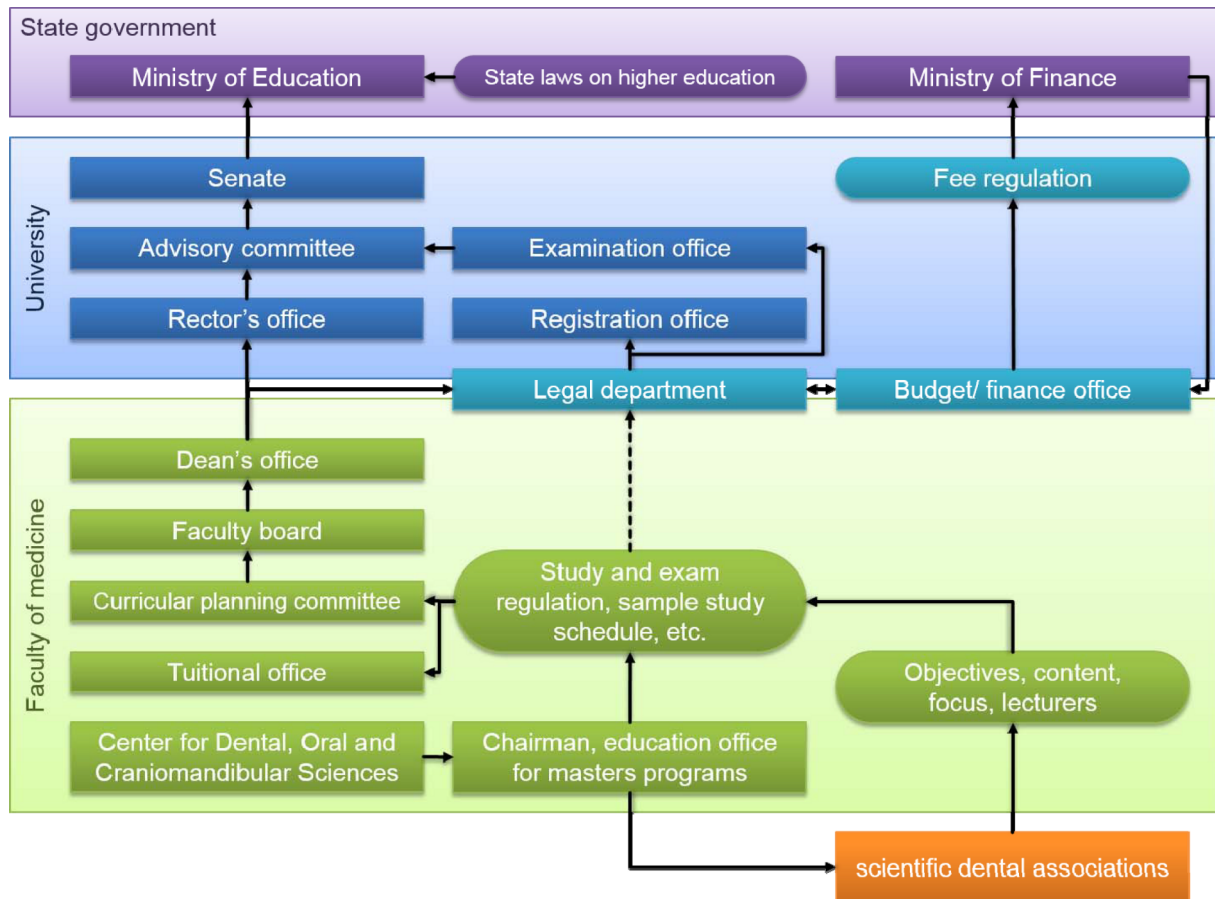 State government
Ministry of Education
State laws on higher education
Ministry of Finance
University
Senate
Fee regulation
Advisory committee
Examination office
Rector's office
Registration office
Legal department
Budget/ finance office
Faculty of medicine
Dean's office
Faculty board
Curricular planning committee
Study and exam
regulation, sample study
schedule, etc.
Tuitional office
Objectives, content,
focus, lecturers
Center for Dental, Oral and
Craniomandibular Sciences
Chairman, education office
for masters programs
scientific dental associations